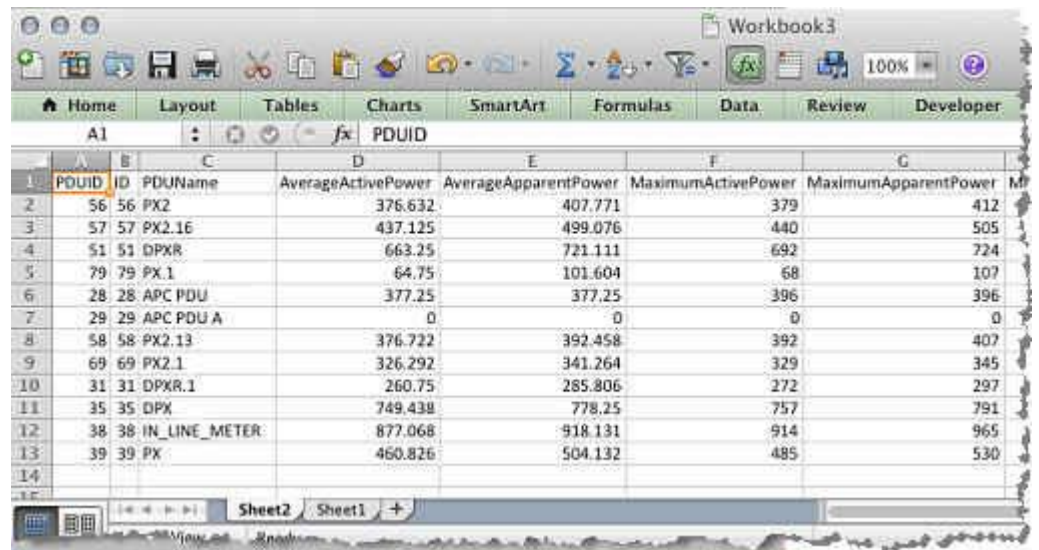 Workbook3
100%
Home Layout Tables Charts SmartArt Formulas Data Review Developer
A1 fx PDUID
A B C D E F G
1 PDUID ID PDUName AverageActivePower AverageApparentPower MaximumActivePower MaximumApparentPower
2 56 56 PX2 376.632 407.771 379 412
3 57 57 PX2.16 437.125 499.076 440 505
4 51 51 DPXR 663.25 721.111 692 724
5 79 79 PX.1 64.75 101.604 68 107
6 28 28 APC PDU 377.25 377.25 396 396
7 29 29 APC PDU A 0 0 0 0
8 58 58 PX2.13 376.722 392.458 392 407
9 69 69 PX2.1 326.292 341.264 329 345
10 31 31 DPXR.1 260.75 285.806 272 297
11 35 35 DPX 749.438 778.25 757 791
12 38 38 IN_LINE_METER 877.068 918.131 914 965
13 39 39 PX 460.826 504.132 485 530
14
Sheet2 Sheet1 +